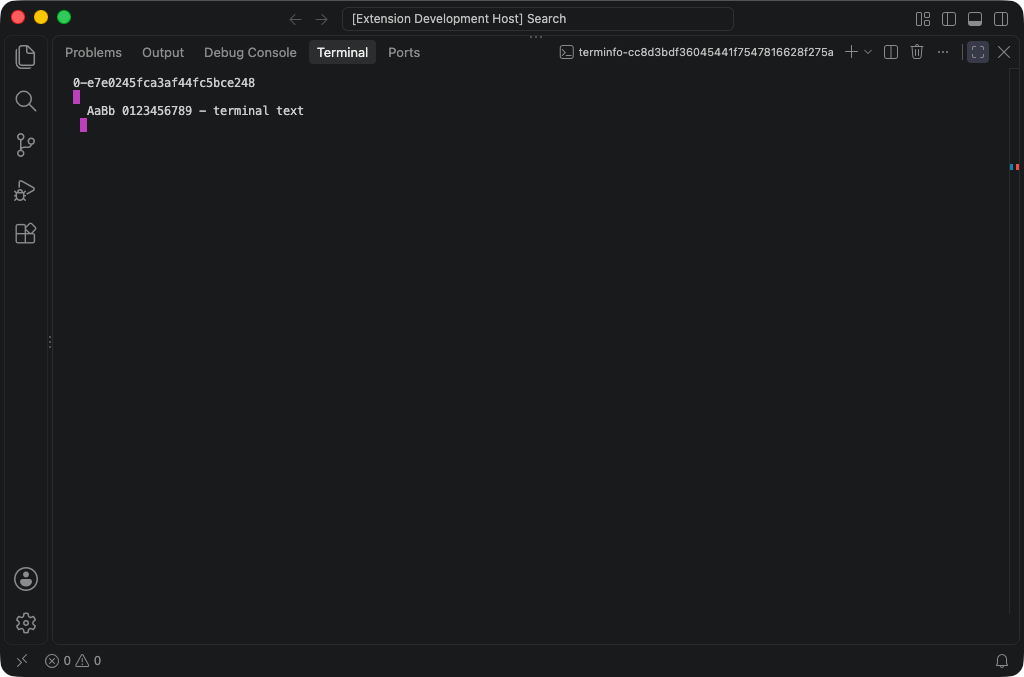 [Extension Development Host] Search
Problems Output Debug Console Terminal Ports terminfo-cc8d3bdf36045441f7547816628f275a
0-e7e0245fca3af44fc5bce248
AaBb 0123456789 - terminal text
0 0